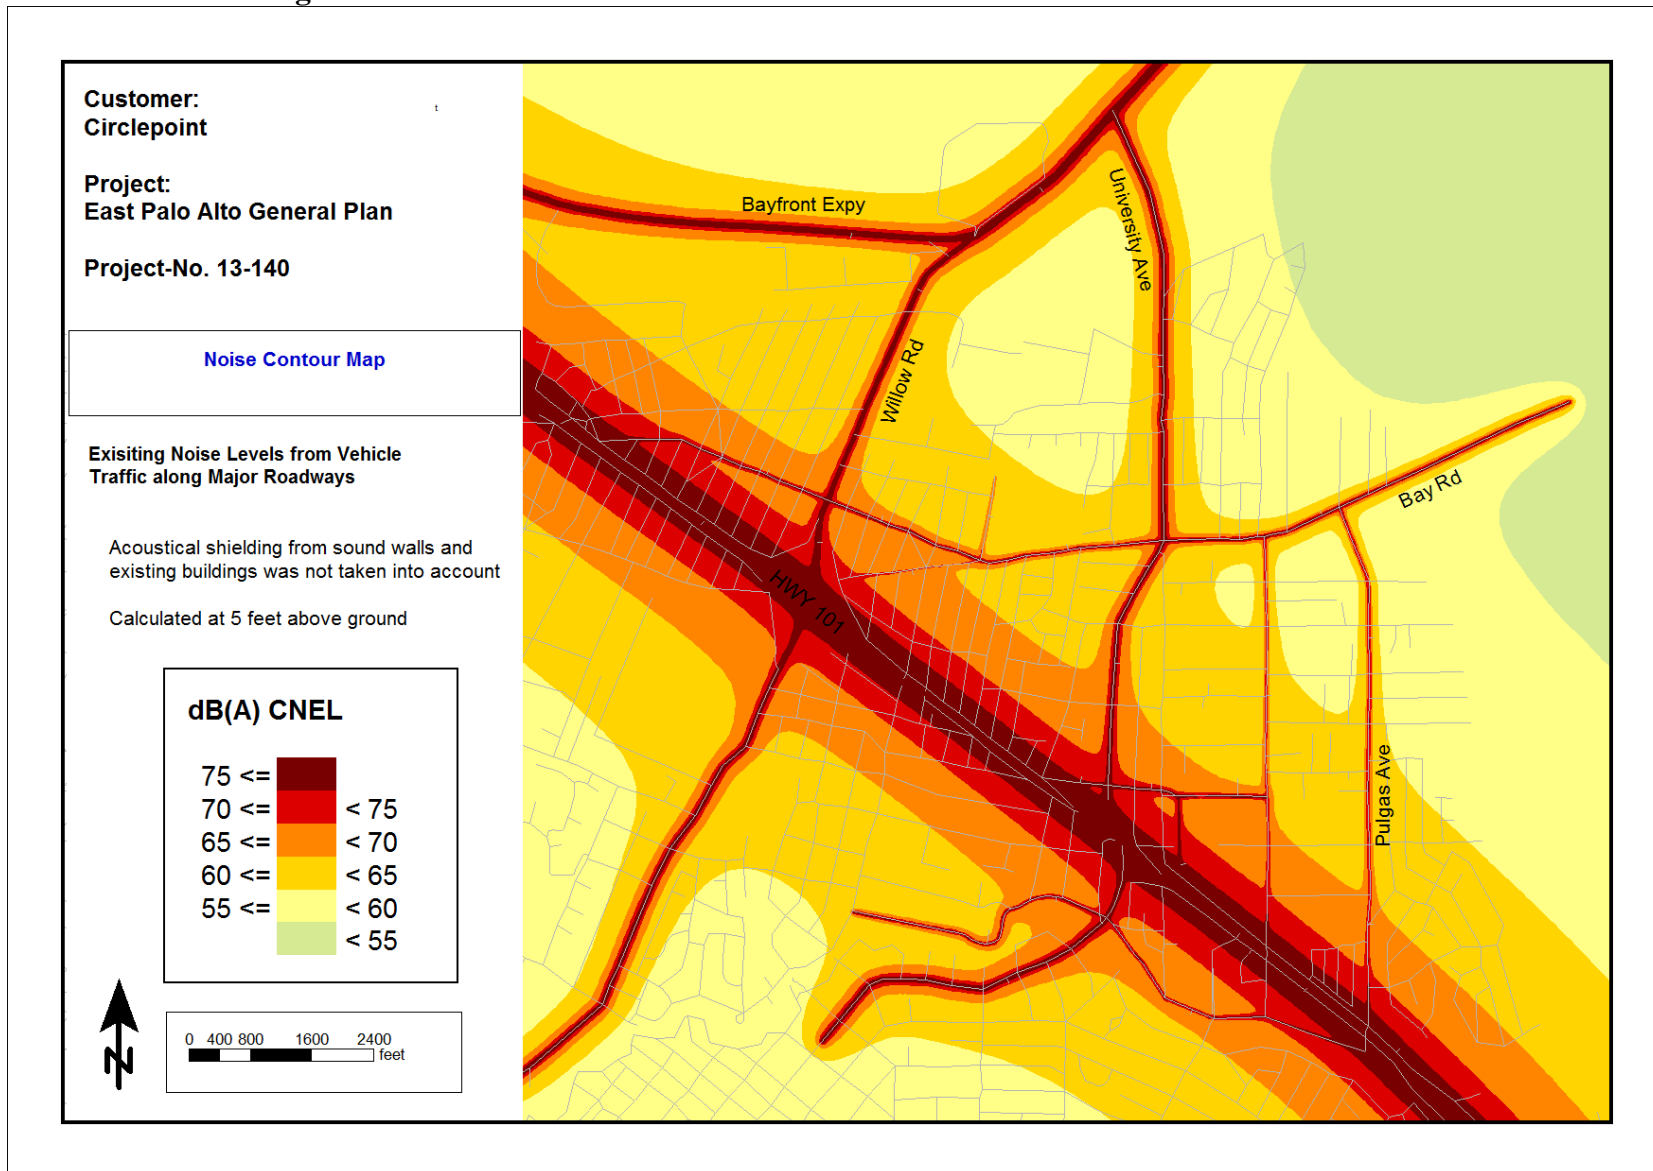 Customer:
t
Circlepoint
Project:
East Palo Alto General Plan
Project-No. 13-140
Noise Contour Map
Exisiting Noise Levels from Vehicle
Traffic along Major Roadways
Acoustical shielding from sound walls and
existing buildings was not taken into account
Calculated at 5 feet above ground
dB(A) CNEL
75 <=
70 <= < 75
65 <= < 70
60 <= < 65
55 <= < 60
< 55
N
0 400 800 1600 2400
feet
Bayfront Expy
University Ave
Willow Rd
Bay Rd
HWY 101
Pulgas Ave